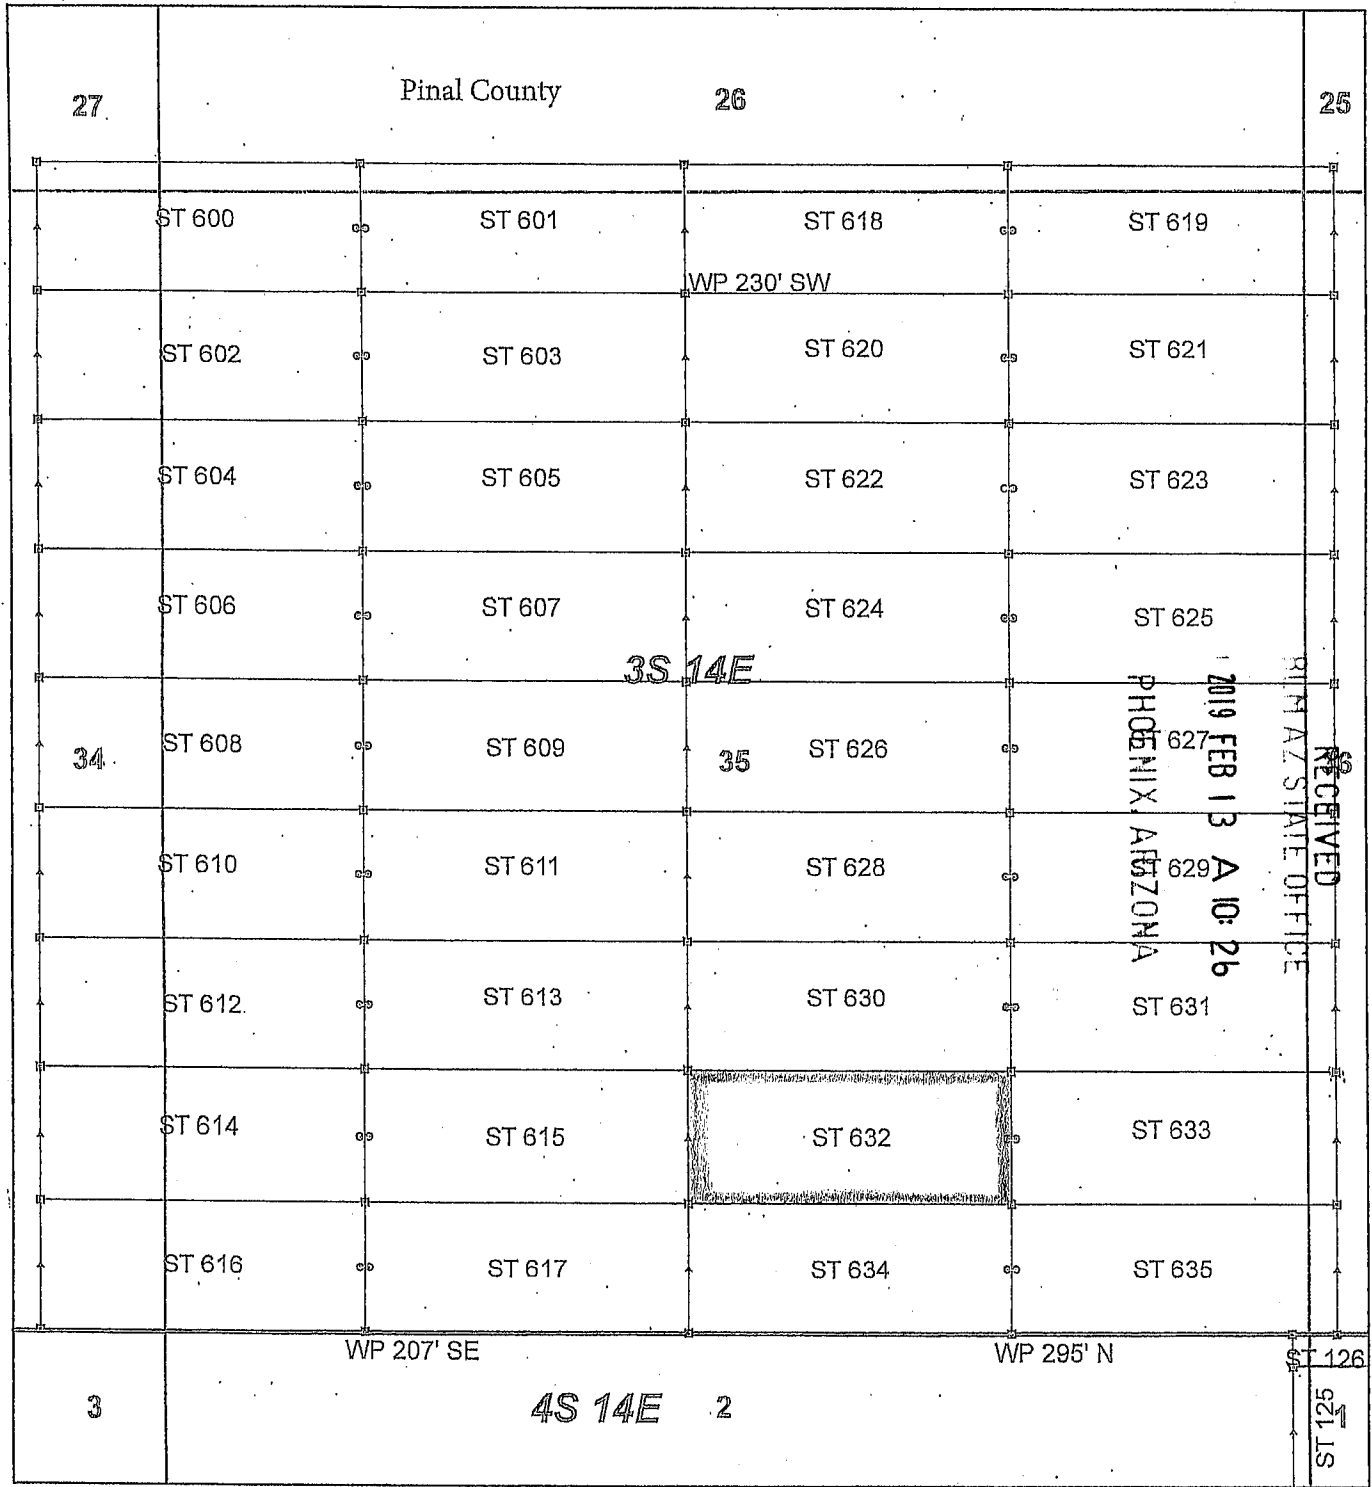 27 Pinal County 26 25
ST 600 ST 601 ST 618 ST 619
WP 230' SW
ST 602 ST 603 ST 620 ST 621
ST 604 ST 605 ST 622 ST 623
ST 606 ST 607 ST 624 ST 625
3S 14E
34 ST 608 ST 609 35 ST 626 627
ST 610 ST 611 ST 628 ST 629
ST 612 ST 613 ST 630 ST 631
ST 614 ST 615 ST 632 ST 633
ST 616 ST 617 ST 634 ST 635
WP 207' SE WP 295' N ST 126
3 4S 14E 2 1
ST 125
RECEIVED
BLM AZ STATE OFFICE
2019 FEB 13 A 10:26
PHOENIX, ARIZONA